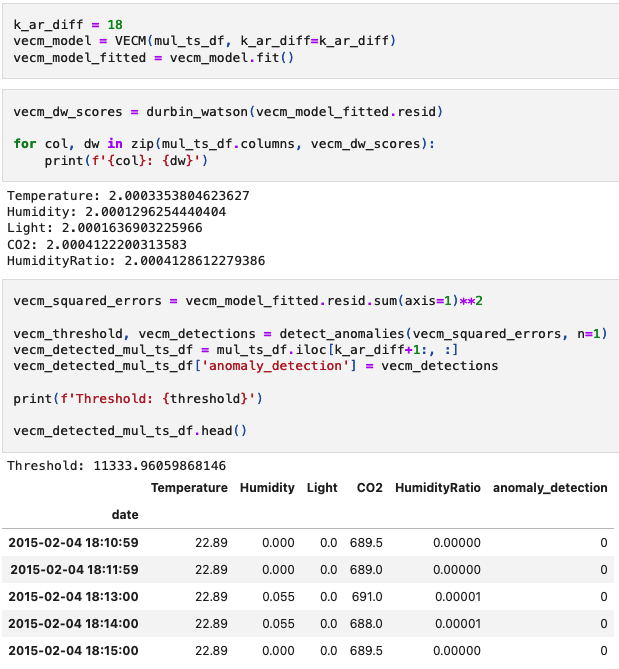 k_ar_diff = 18
vecm_model = VECM(mul_ts_df, k_ar_diff=k_ar_diff)
vecm_model_fitted = vecm_model.fit()
vecm_dw_scores = durbin_watson(vecm_model_fitted.resid)
for col, dw in zip(mul_ts_df.columns, vecm_dw_scores):
    print(f'{col}: {dw}')
Temperature: 2.0003353804623627
Humidity: 2.0001296254440404
Light: 2.0001636903225966
CO2: 2.0004122200313583
HumidityRatio: 2.0004128612279386
vecm_squared_errors = vecm_model_fitted.resid.sum(axis=1)**2
vecm_threshold, vecm_detections = detect_anomalies(vecm_squared_errors, n=1)
vecm_detected_mul_ts_df = mul_ts_df.iloc[k_ar_diff+1:, :]
vecm_detected_mul_ts_df['anomaly_detection'] = vecm_detections
print(f'Threshold: {threshold}')
vecm_detected_mul_ts_df.head()
Threshold: 11333.96059868146
Temperature Humidity Light CO2 HumidityRatio anomaly_detection
date
2015-02-04 18:10:59 22.89 0.000 0.0 689.5 0.00000 0
2015-02-04 18:11:59 22.89 0.000 0.0 689.0 0.00000 0
2015-02-04 18:13:00 22.89 0.055 0.0 691.0 0.00001 0
2015-02-04 18:14:00 22.89 0.055 0.0 688.0 0.00001 0
2015-02-04 18:15:00 22.89 0.000 0.0 689.5 0.00000 0